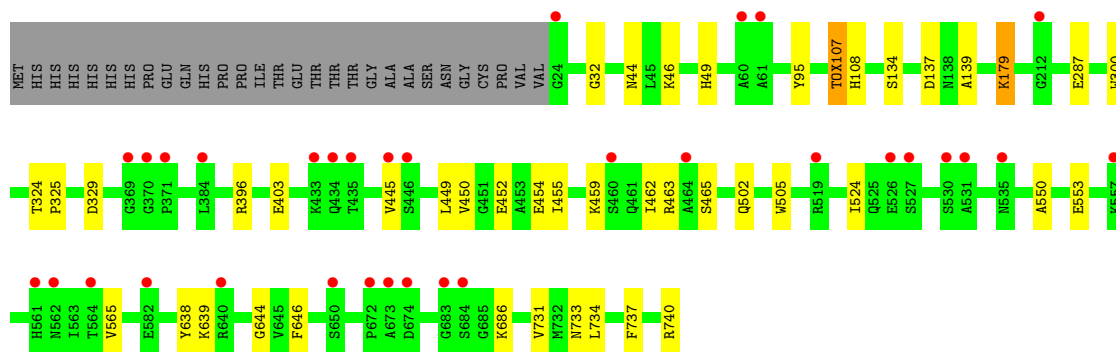 MET HIS HIS HIS HIS HIS HIS PRO GLU GLN HIS PRO PRO ILE THR GLU THR THR THR GLY ALA ALA SER ASN GLY CYS PRO VAL VAL G24 G32 N44 L45 K46 H49 A60 A61 Y95 TOX107 H108 S134 D137 N138 A139 K179 G212 E287
T324 P325 D329 G369 G370 P371 L384 R396 E403 K433 Q434 T435 V445 S446 L449 V450 G451 E452 A453 E454 I455 K459 S460 Q461 I462 R463 A464 S465 Q502 W505 R519 I524 Q525 E526 S527 S530 A531 N535 A550 E553 K557
H561 N562 I563 T564 V565 E582 Y638 K639 R640 G644 V645 F646 S650 P672 A673 D674 G683 S684 G685 K686 V731 M732 N733 L734 F737 R740